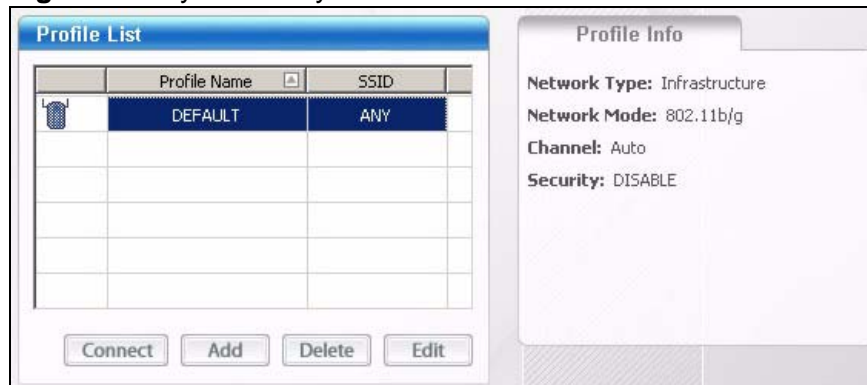 Profile List
Profile Name SSID
DEFAULT ANY
Connect Add Delete Edit
Profile Info
Network Type: Infrastructure
Network Mode: 802.11b/g
Channel: Auto
Security: DISABLE